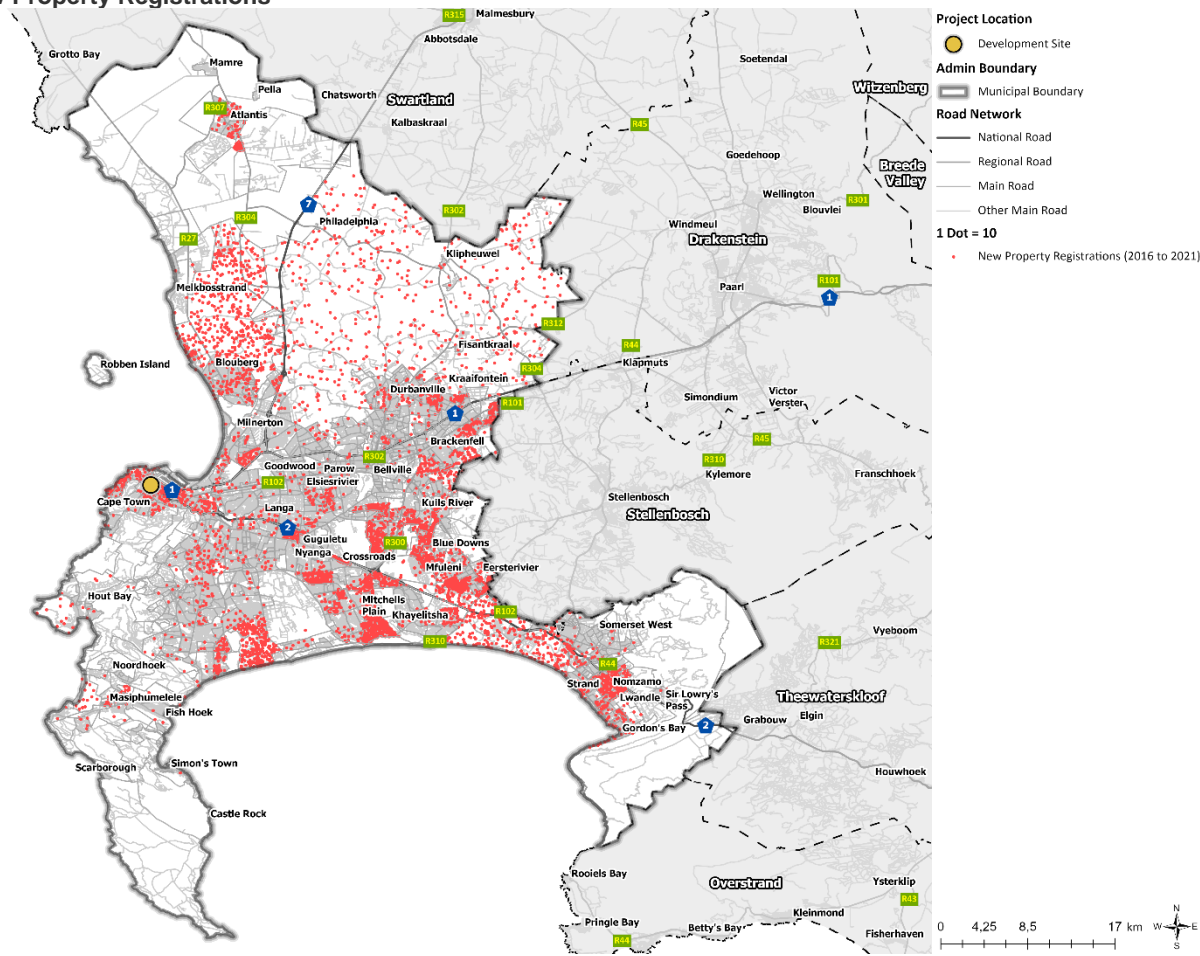 Property Registrations
R315
Malmesbury
Abbotsdale
Grotto Bay
Mamre
Pella
Chatsworth
Swartland
Kalbaskraal
Soetendal
Witzenberg
R307
Atlantis
R45
Goedehoop
Breede
Valley
Wellington
R301
Blouvlei
7
R304
R302
Philadelphia
Windmeul
Drakenstein
R27
Klipheuwel
R101
Paarl
1
Melkbosstrand
R312
Fisantkraal
R44
Robben Island
Blouberg
R304
Klapmuts
Kraaifontein
Durbanville
Simondium
Victor
Verster
R101
1
Milnerton
Brackenfell
R45
R302
R310
Goodwood
Parow
Bellville
Kylemore
Franschhoek
R102
Elsiesrivier
1
Cape Town
Kuils River
Stellenbosch
Langa
Stellenbosch
2
Guguletu
R300
Blue Downs
Nyanga
Crossroads
Mfuleni
Eersterivier
Hout Bay
Mitchells
Plain
Khayelitsha
R102
Somerset West
Vyeboom
R310
R321
Noordhoek
R44
Nomzamo
Strand
Masiphumelele
Lwandle
Sir Lowry's
Pass
Theewaterskloof
Fish Hoek
Elgin
Grabouw
Gordon's Bay
2
Simon's Town
Scarborough
Houwhoek
Castle Rock
Rooiels Bay
Overstrand
Ysterklip
R43
Kleinmond
Pringle Bay
Betty's Bay
Fisherhaven
R44
Project Location
Development Site
Admin Boundary
Municipal Boundary
Road Network
National Road
Regional Road
Main Road
Other Main Road
1 Dot = 10
New Property Registrations (2016 to 2021)
0 4,25 8,5 17 km
N
W E
S